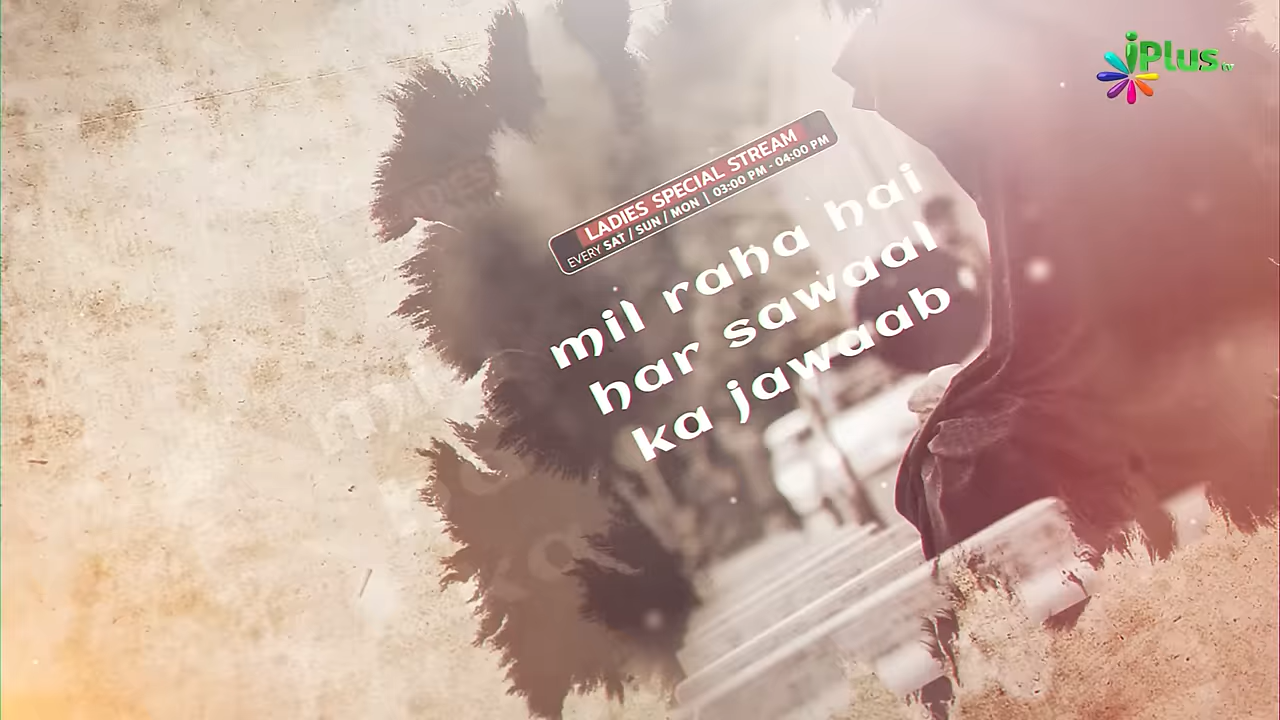 iPlus TV
LADIES SPECIAL STREAM
EVERY SAT / SUN / MON | 03:00 PM - 04:00 PM
mil raha hai
har sawaal
ka jawaab